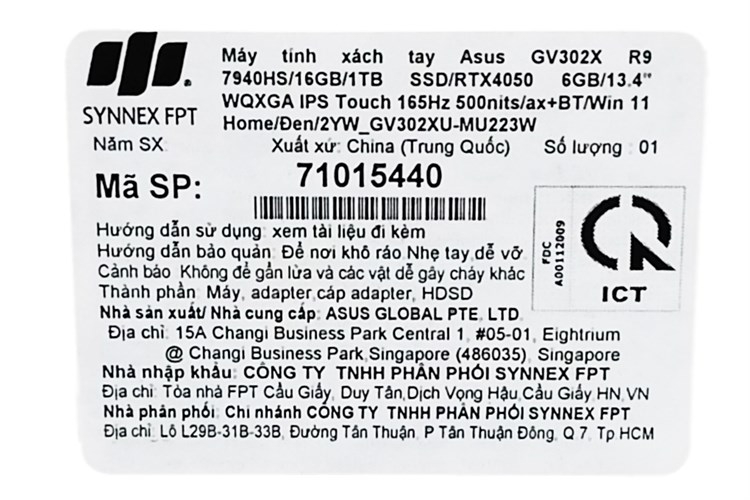 SYNNEX FPT
Máy tính xách tay Asus GV302X R9
7940HS/16GB/1TB SSD/RTX4050 6GB/13.4"
WQXGA IPS Touch 165Hz 500nits/ax+BT/Win 11
Home/Đen/2YW_GV302XU-MU223W
Năm SX
Xuất xứ: China (Trung Quốc)
Số lượng : 01
Mã SP: 71015440
Hướng dẫn sử dụng: xem tài liệu đi kèm
Hướng dẫn bảo quản: Để nơi khô ráo,Nhẹ tay,dễ vỡ
Cảnh báo: Không để gần lửa và các vật dễ gây cháy khác
Thành phần: Máy, adapter,cáp adapter, HDSD
FDC
A00112009
ICT
Nhà sản xuất/ Nhà cung cấp: ASUS GLOBAL PTE. LTD.
Địa chỉ: 15A Changi Business Park Central 1, #05-01, Eightrium
@ Changi Business Park,Singapore (486035), Singapore
Nhà nhập khẩu: CÔNG TY TNHH PHÂN PHỐI SYNNEX FPT
Địa chỉ: Tòa nhà FPT Cầu Giấy, Duy Tân,Dịch Vọng Hậu,Cầu Giấy,HN,VN
Nhà phân phối: Chi nhánh CÔNG TY TNHH PHÂN PHỐI SYNNEX FPT
Địa chỉ: Lô L29B-31B-33B, Đường Tân Thuận, P Tân Thuận Đông, Q.7, Tp.HCM